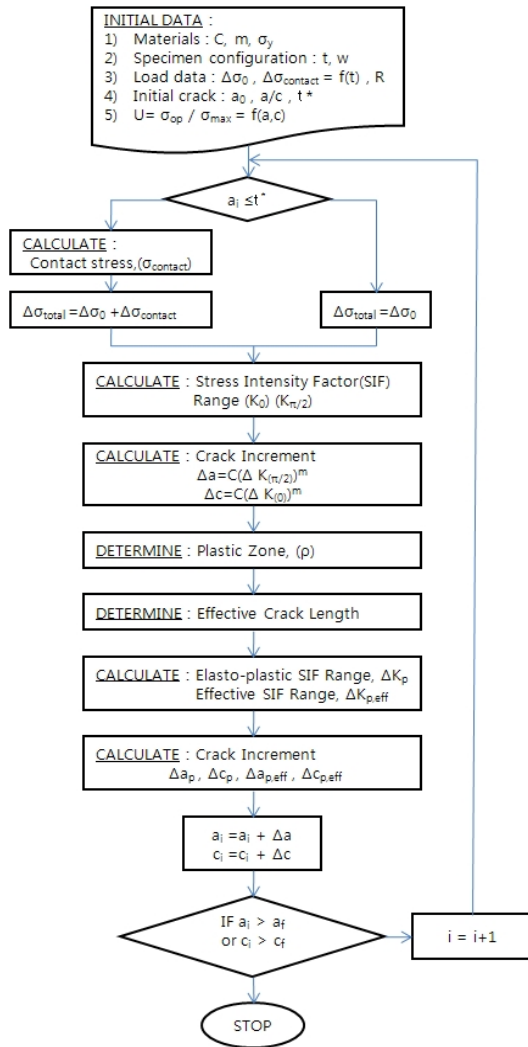 INITIAL DATA :
1) Materials : C, m, σy
2) Specimen configuration : t, w
3) Load data : Δσ0 , Δσcontact = f(t) , R
4) Initial crack : a0 , a/c , t*
5) U= σop / σmax = f(a,c)
ai ≤t*
CALCULATE :
Contact stress,(σcontact)
Δσtotal =Δσ0 +Δσcontact
Δσtotal =Δσ0
CALCULATE : Stress Intensity Factor(SIF)
Range (K0) (Kπ/2)
CALCULATE : Crack Increment
Δa=C(Δ K(π/2))m
Δc=C(Δ K(0))m
DETERMINE : Plastic Zone, (ρ)
DETERMINE : Effective Crack Length
CALCULATE : Elasto-plastic SIF Range, ΔKp
Effective SIF Range, ΔKp,eff
CALCULATE : Crack Increment
Δap , Δcp , Δap,eff , Δcp,eff
ai =ai + Δa
ci =ci + Δc
IF ai > af
or ci > cf
i = i+1
STOP